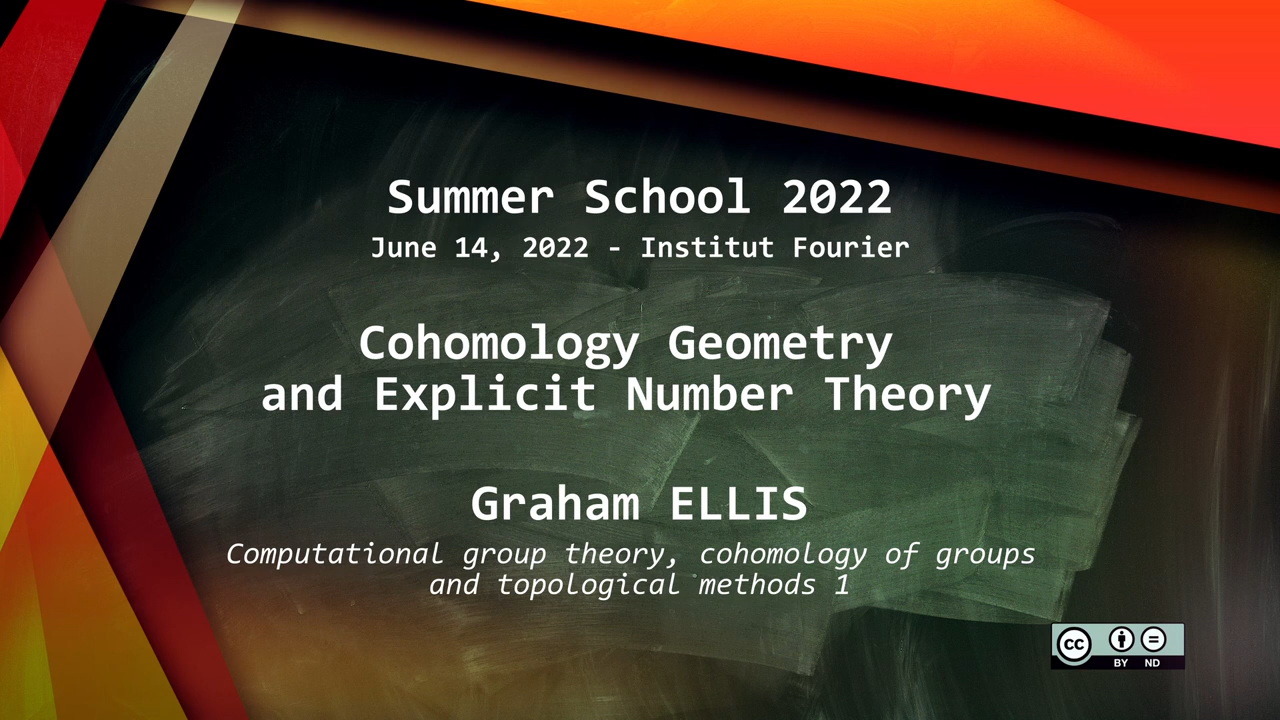 Summer School 2022
June 14, 2022 - Institut Fourier
Cohomology Geometry
and Explicit Number Theory
Graham ELLIS
Computational group theory, cohomology of groups
and topological methods 1
cc
BY ND